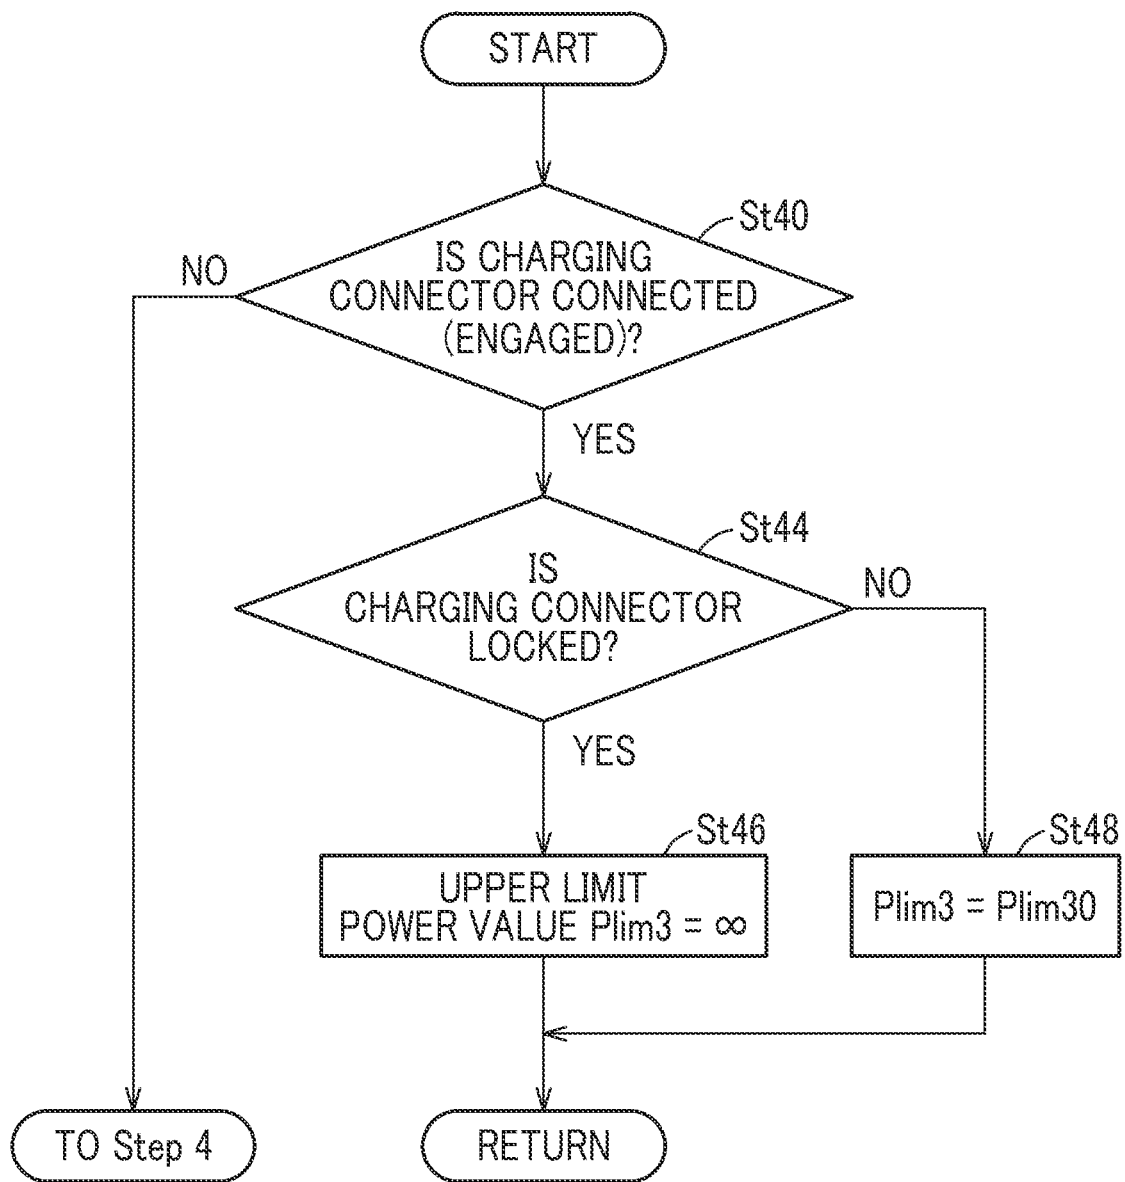 START
St40
NO
IS CHARGING
CONNECTOR CONNECTED
(ENGAGED)?
YES
St44
IS
CHARGING CONNECTOR
LOCKED?
NO
YES
St46
UPPER LIMIT
POWER VALUE Plim3 = ∞
St48
Plim3 = Plim30
TO Step 4
RETURN